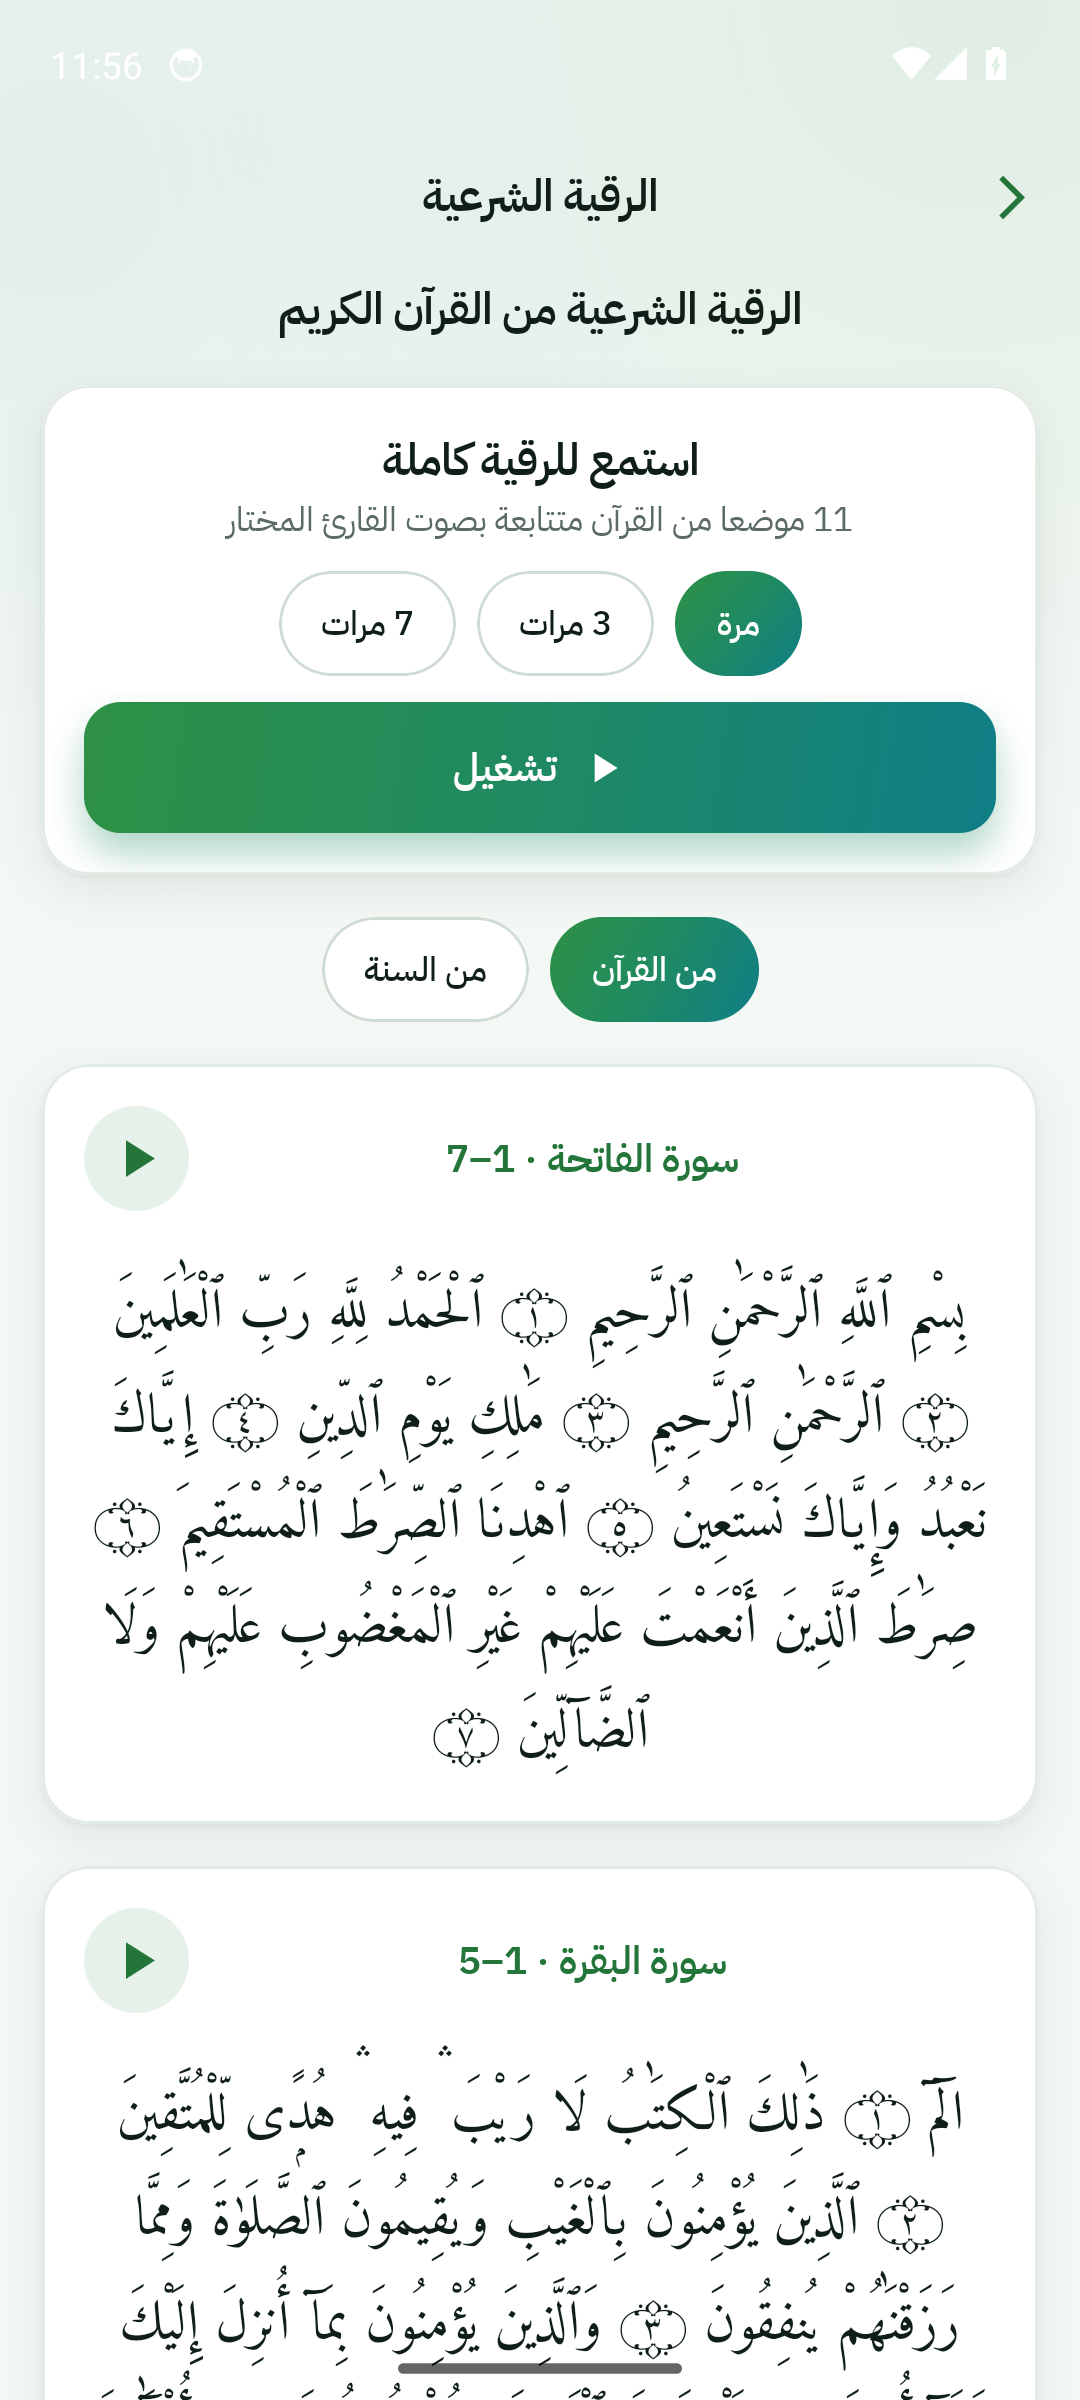 11:56
الرقية الشرعية
الرقية الشرعية من القرآن الكريم
استمع للرقية كاملة
11 موضعا من القرآن متتابعة بصوت القارئ المختار
مرة
3 مرات
7 مرات
تشغيل
من القرآن
من السنة
سورة الفاتحة · 1–7
بِسْمِ ٱللَّهِ ٱلرَّحْمَٰنِ ٱلرَّحِيمِ ۝١ ٱلْحَمْدُ لِلَّهِ رَبِّ ٱلْعَٰلَمِينَ
۝٢ ٱلرَّحْمَٰنِ ٱلرَّحِيمِ ۝٣ مَٰلِكِ يَوْمِ ٱلدِّينِ ۝٤ إِيَّاكَ
نَعْبُدُ وَإِيَّاكَ نَسْتَعِينُ ۝٥ ٱهْدِنَا ٱلصِّرَٰطَ ٱلْمُسْتَقِيمَ ۝٦
صِرَٰطَ ٱلَّذِينَ أَنْعَمْتَ عَلَيْهِمْ غَيْرِ ٱلْمَغْضُوبِ عَلَيْهِمْ وَلَا
ٱلضَّآلِّينَ ۝٧
سورة البقرة · 1–5
الٓمٓ ۝١ ذَٰلِكَ ٱلْكِتَٰبُ لَا رَيْبَ ۛ فِيهِ ۛ هُدًۭى لِّلْمُتَّقِينَ
۝٢ ٱلَّذِينَ يُؤْمِنُونَ بِٱلْغَيْبِ وَيُقِيمُونَ ٱلصَّلَوٰةَ وَمِمَّا
رَزَقْنَٰهُمْ يُنفِقُونَ ۝٣ وَٱلَّذِينَ يُؤْمِنُونَ بِمَآ أُنزِلَ إِلَيْكَ